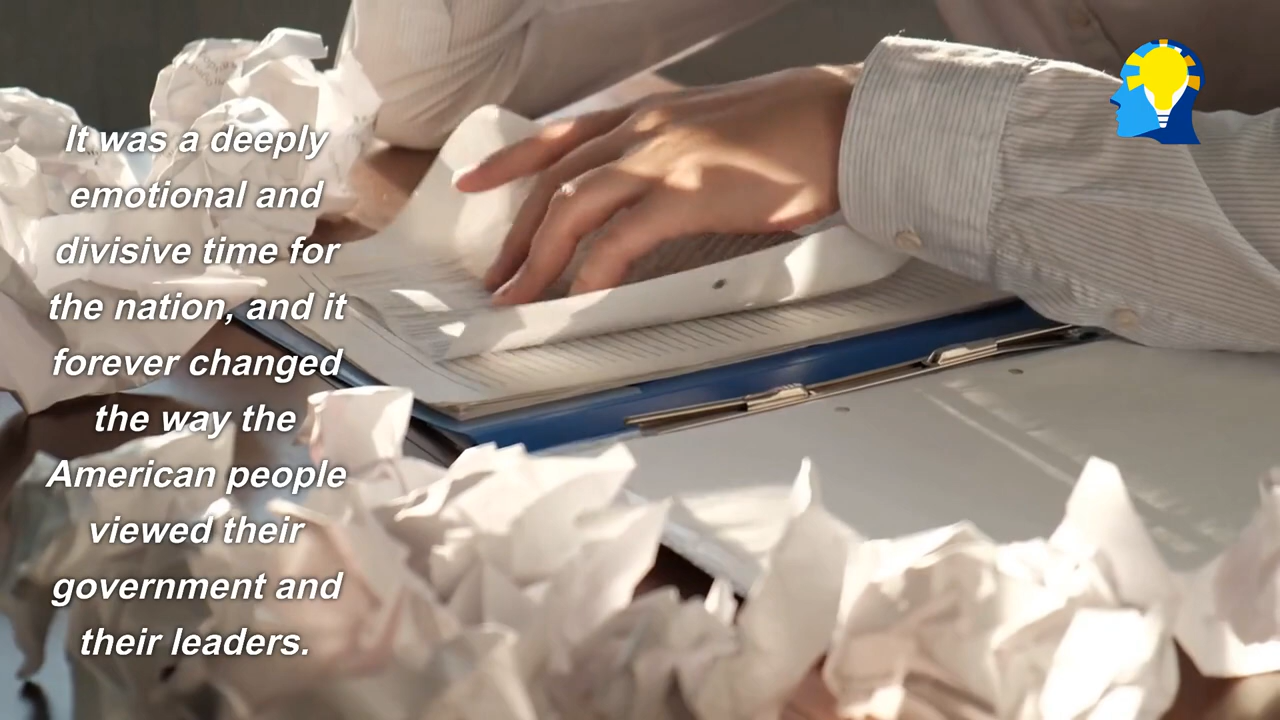 It was a deeply
emotional and
divisive time for
the nation, and it
forever changed
the way the
American people
viewed their
government and
their leaders.